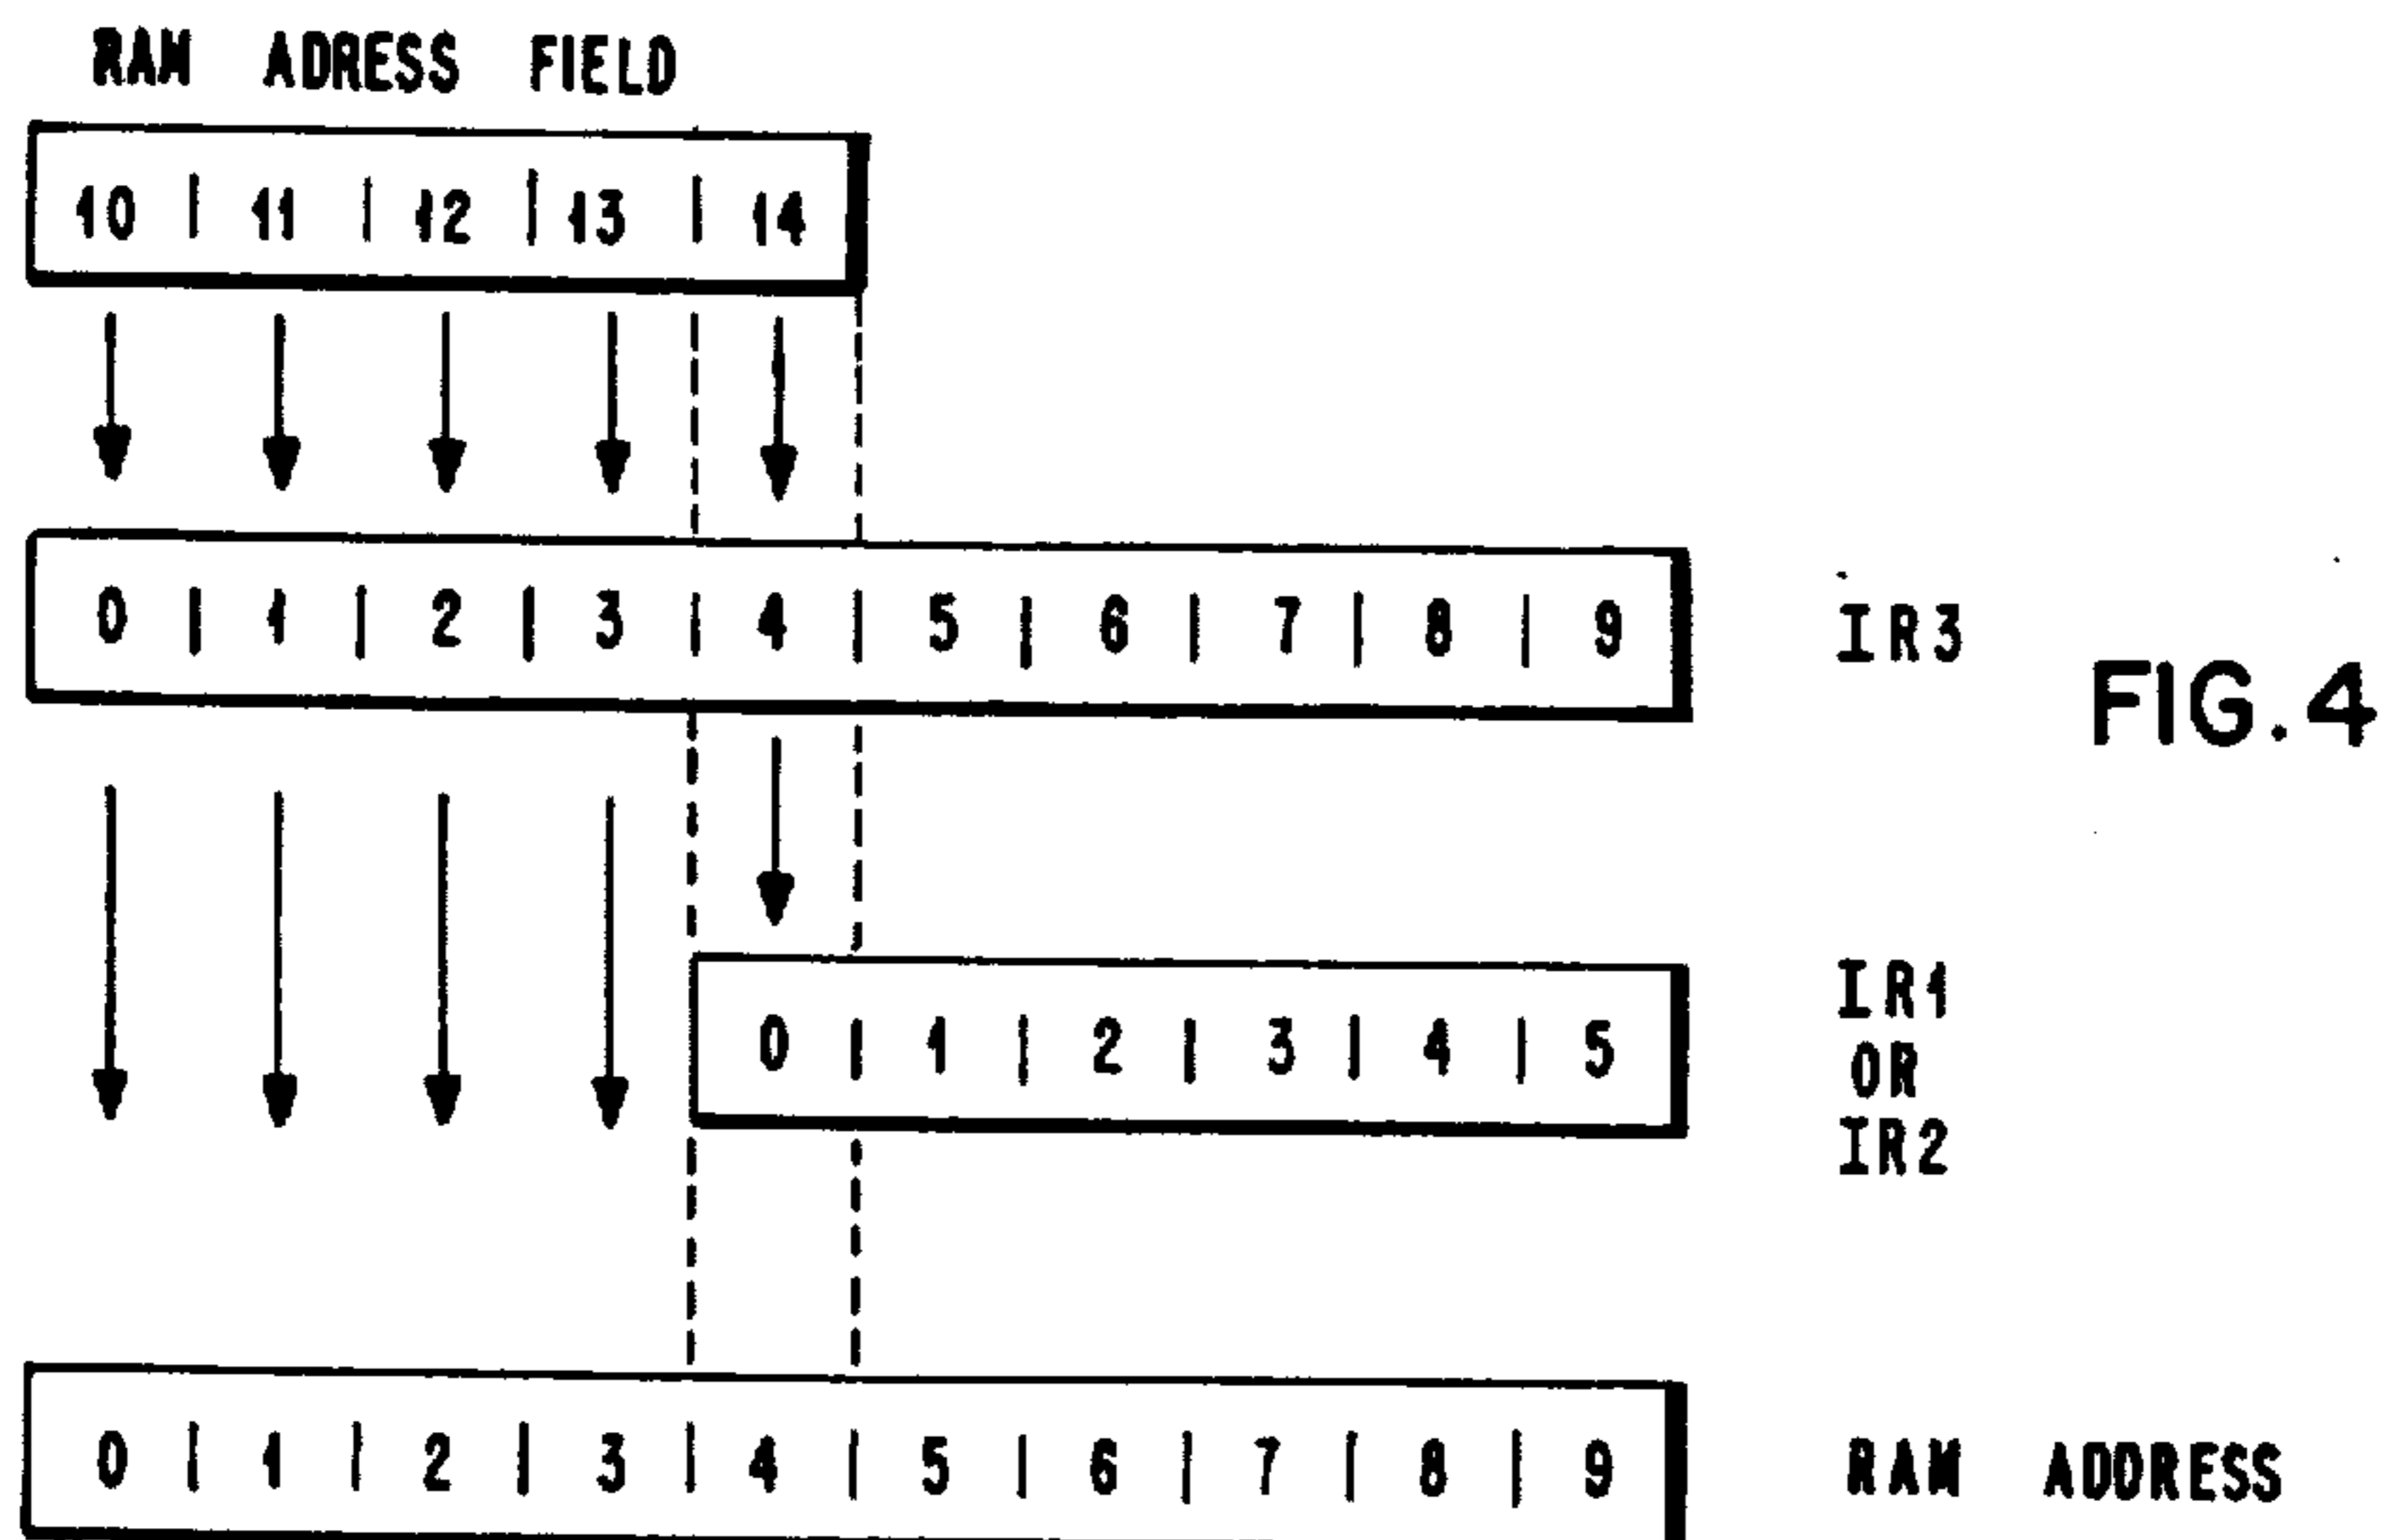 RAM ADRESS FIELD
10 | 11 | 12 | 13 | 14
0 | 1 | 2 | 3 | 4 | 5 | 6 | 7 | 8 | 9
IR3
FIG.4
0 | 1 | 2 | 3 | 4 | 5
IR1
OR
IR2
0 | 1 | 2 | 3 | 4 | 5 | 6 | 7 | 8 | 9
RAM ADDRESS